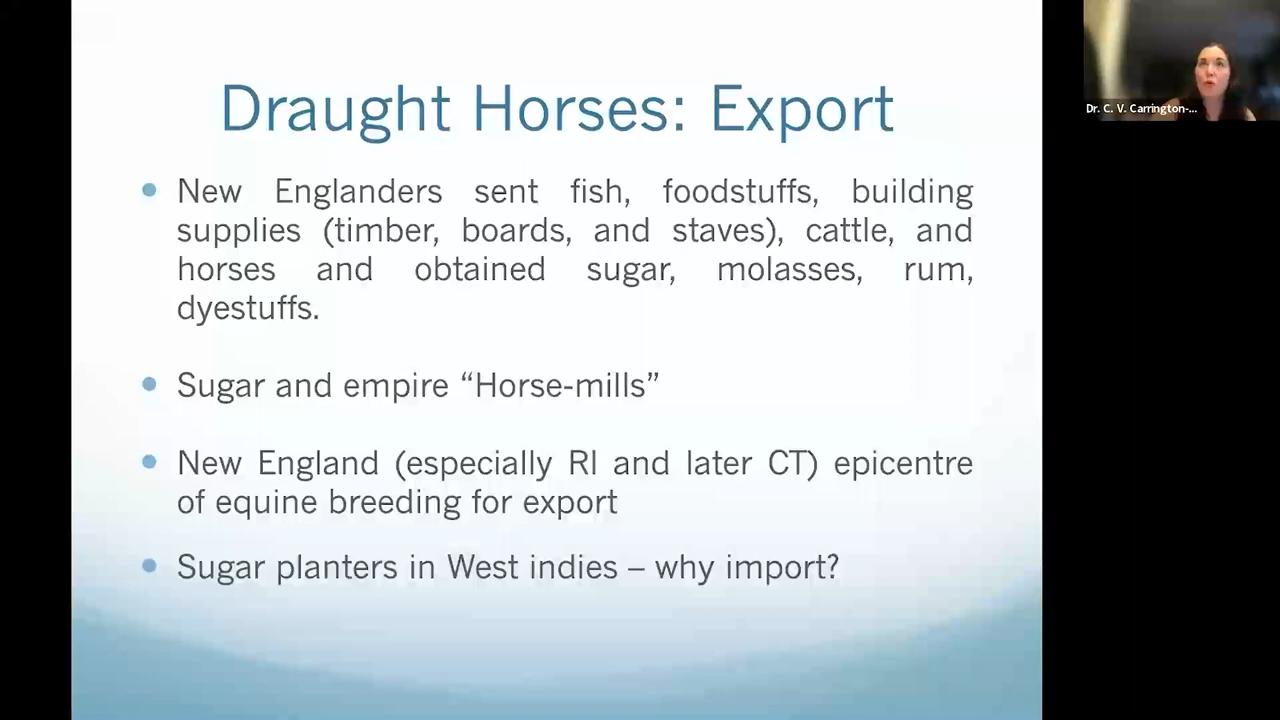 Draught Horses: Export
New Englanders sent fish, foodstuffs, building
supplies (timber, boards, and staves), cattle, and
horses and obtained sugar, molasses, rum,
dyestuffs.
Sugar and empire “Horse-mills”
New England (especially RI and later CT) epicentre
of equine breeding for export
Sugar planters in West indies – why import?
Dr. C. V. Carrington-...